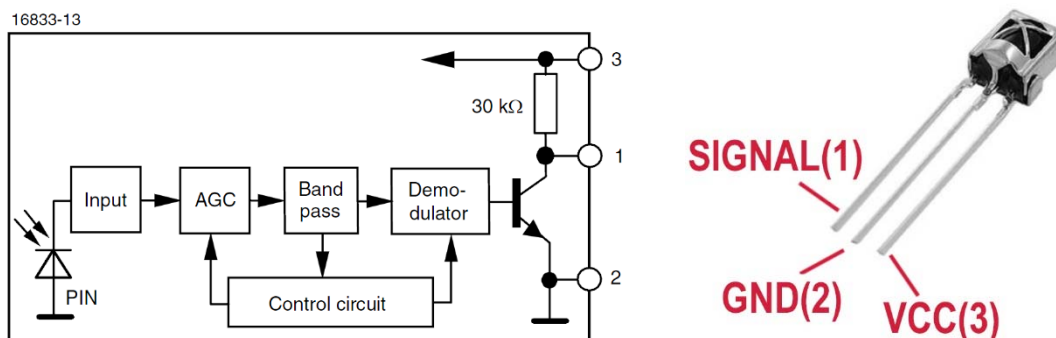 16833-13
3
30 kΩ
1
Input
AGC
Band
pass
Demo-
dulator
2
PIN
Control circuit
SIGNAL(1)
GND(2)
VCC(3)